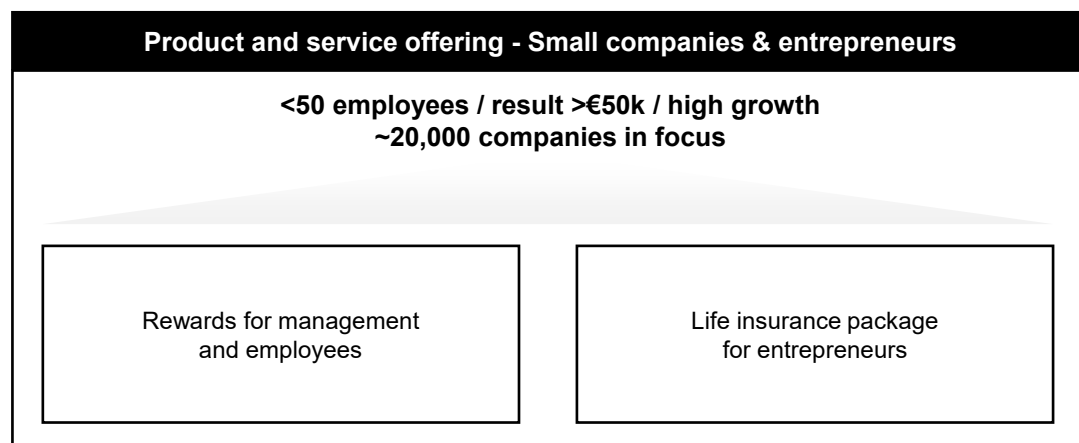 Product and service offering - Small companies & entrepreneurs
<50 employees / result >€50k / high growth
~20,000 companies in focus
Rewards for management
and employees
Life insurance package
for entrepreneurs